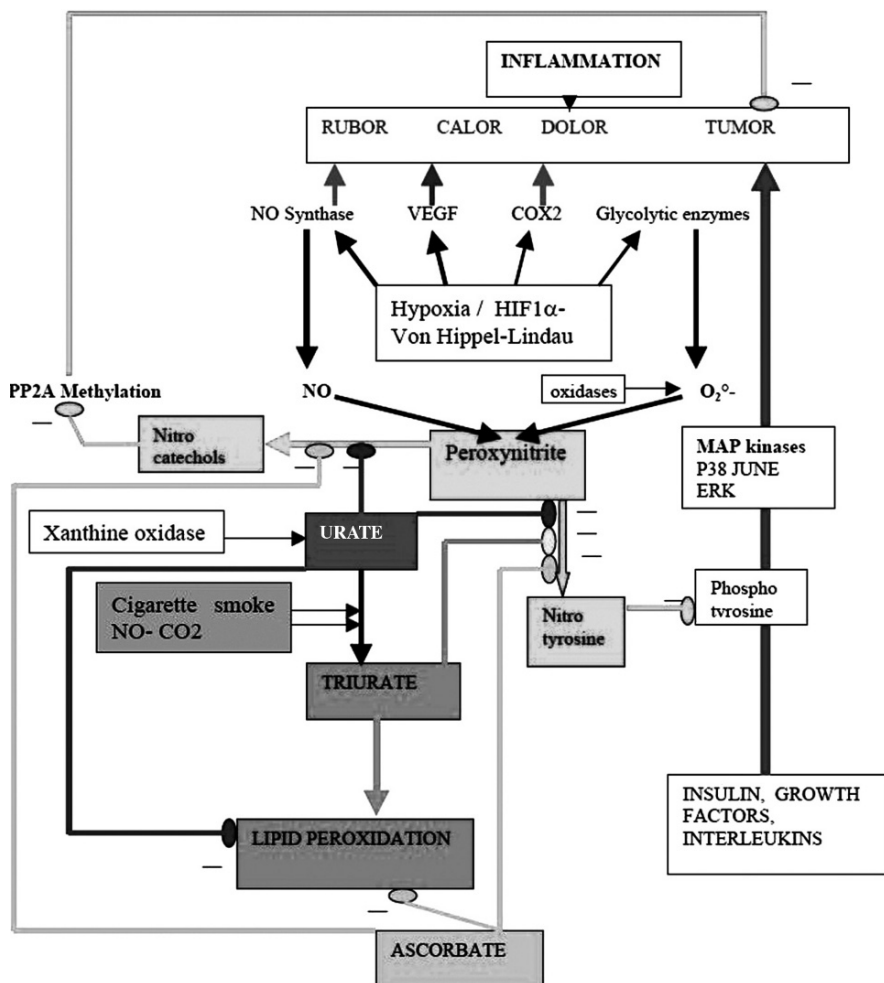 INFLAMMATION
RUBOR CALOR DOLOR TUMOR
NO Synthase VEGF COX2 Glycolytic enzymes
Hypoxia / HIF1α-
Von Hippel-Lindau
PP2A Methylation
NO
oxidases
O₂°-
Nitro
catechols
Peroxynitrite
MAP kinases
P38 JUNE
ERK
Xanthine oxidase
URATE
Cigarette smoke
NO- CO2
Nitro
tyrosine
Phospho
tyrosine
TRIURATE
INSULIN, GROWTH
FACTORS,
INTERLEUKINS
LIPID PEROXIDATION
ASCORBATE